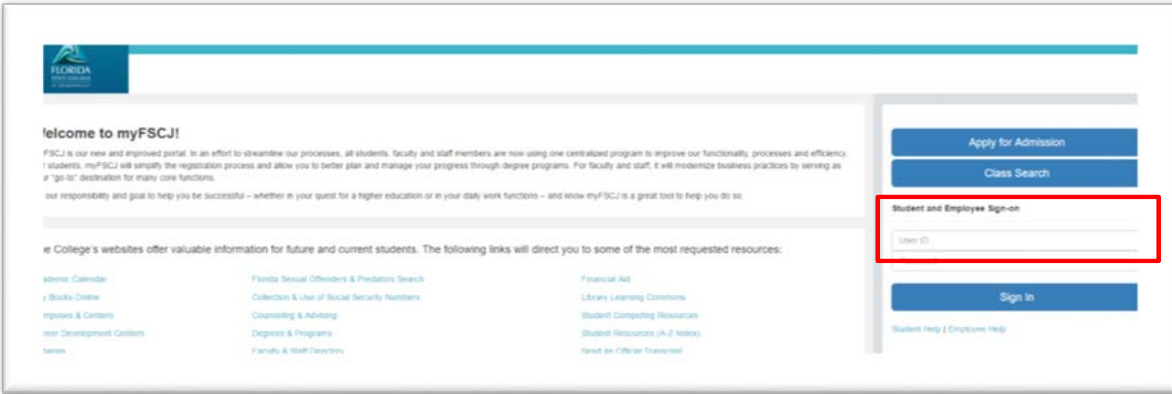 FLORIDA
STATE COLLEGE
elcome to myFSCJ!
FSCJ is our new and improved portal. In an effort to streamline our processes, all students, faculty and staff members are now using one centralized program to improve our functionality, processes and efficiency.
students, myFSCJ will simplify the registration process and allow you to better plan and manage your progress through degree programs. For faculty and staff, it will modernize business practices by serving as
r "go-to" destination for many core functions.
our responsibility and goal to help you be successful – whether in your quest for a higher education or in your daily work functions – and know myFSCJ is a great tool to help you do so.
e College's websites offer valuable information for future and current students. The following links will direct you to some of the most requested resources:
ademic Calendar
y Books Online
mpuses & Centers
reer Development Centers
Florida Sexual Offenders & Predators Search
Collection & Use of Social Security Numbers
Counseling & Advising
Degrees & Programs
Faculty & Staff Directory
Financial Aid
Library Learning Commons
Student Computing Resources
Student Resources (A-Z Index)
Send an Official Transcript
Apply for Admission
Class Search
Student and Employee Sign-on
User ID
Sign In
Student Help | Employee Help